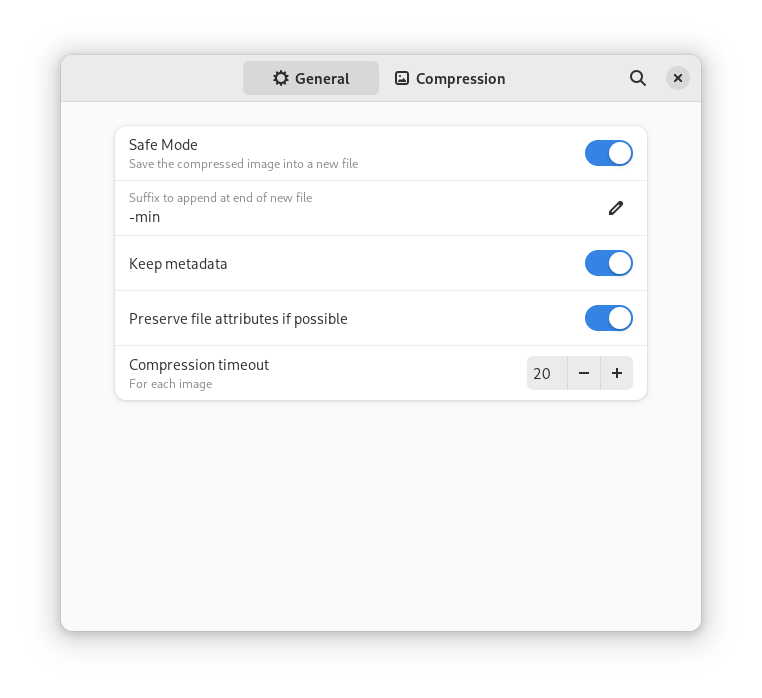 General
Compression
Safe Mode
Save the compressed image into a new file
Suffix to append at end of new file
-min
Keep metadata
Preserve file attributes if possible
Compression timeout
For each image
20